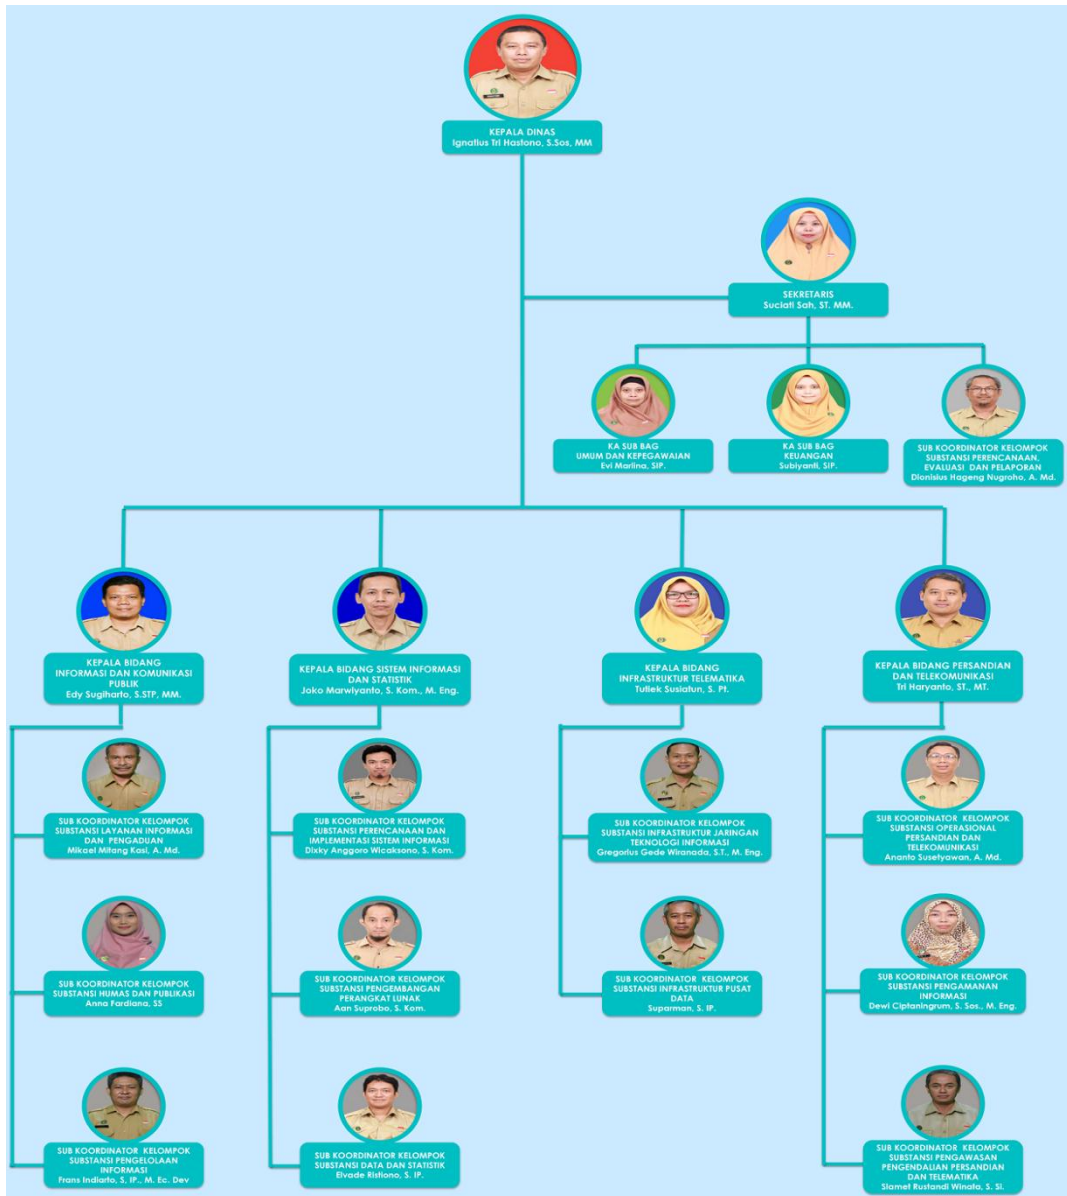 KEPALA DINAS
Ignatius Tri Hastono, S.Sos, MM
SEKRETARIS
Suciati Sah, ST. MM.
KA SUB BAG
UMUM DAN KEPEGAWAIAN
Evi Marlina, SIP.
KA SUB BAG
KEUANGAN
Subiyanti, SIP.
SUB KOORDINATOR KELOMPOK
SUBSTANSI PERENCANAAN,
EVALUASI DAN PELAPORAN
Dionisius Hageng Nugroho, A. Md.
KEPALA BIDANG
INFORMASI DAN KOMUNIKASI
PUBLIK
Edy Sugiharto, S.STP, MM.
KEPALA BIDANG SISTEM INFORMASI
DAN STATISTIK
Joko Marwiyanto, S. Kom., M. Eng.
KEPALA BIDANG
INFRASTRUKTUR TELEMATIKA
Tutiek Susiatun, S. Pt.
KEPALA BIDANG PERSANDIAN
DAN TELEKOMUNIKASI
Tri Haryanto, ST., MT.
SUB KOORDINATOR KELOMPOK
SUBSTANSI LAYANAN INFORMASI
DAN PENGADUAN
Mikael Mitang Kasi, A. Md.
SUB KOORDINATOR KELOMPOK
SUBSTANSI PERENCANAAN DAN
IMPLEMENTASI SISTEM INFORMASI
Dixky Anggoro Wicaksono, S. Kom.
SUB KOORDINATOR KELOMPOK
SUBSTANSI INFRASTRUKTUR JARINGAN
TEKNOLOGI INFORMASI
Gregorius Gede Wiranada, S.T., M. Eng.
SUB KOORDINATOR KELOMPOK
SUBSTANSI OPERASIONAL
PERSANDIAN DAN
TELEKOMUNIKASI
Ananto Susetyawan, A. Md.
SUB KOORDINATOR KELOMPOK
SUBSTANSI HUMAS DAN PUBLIKASI
Anna Fardiana, SS
SUB KOORDINATOR KELOMPOK
SUBSTANSI PENGEMBANGAN
PERANGKAT LUNAK
Aan Suprobo, S. Kom.
SUB KOORDINATOR KELOMPOK
SUBSTANSI INFRASTRUKTUR PUSAT
DATA
Suparman, S. IP.
SUB KOORDINATOR KELOMPOK
SUBSTANSI PENGAMANAN
INFORMASI
Dewi Ciptaningrum, S. Sos., M. Eng.
SUB KOORDINATOR KELOMPOK
SUBSTANSI PENGELOLAAN
INFORMASI
Frans Indiarto, S, IP., M. Ec. Dev
SUB KOORDINATOR KELOMPOK
SUBSTANSI DATA DAN STATISTIK
Elvade Ristiono, S. IP.
SUB KOORDINATOR KELOMPOK
SUBSTANSI PENGAWASAN
PENGENDALIAN PERSANDIAN
DAN TELEMATIKA
Slamet Rustandi Winata, S. Si.